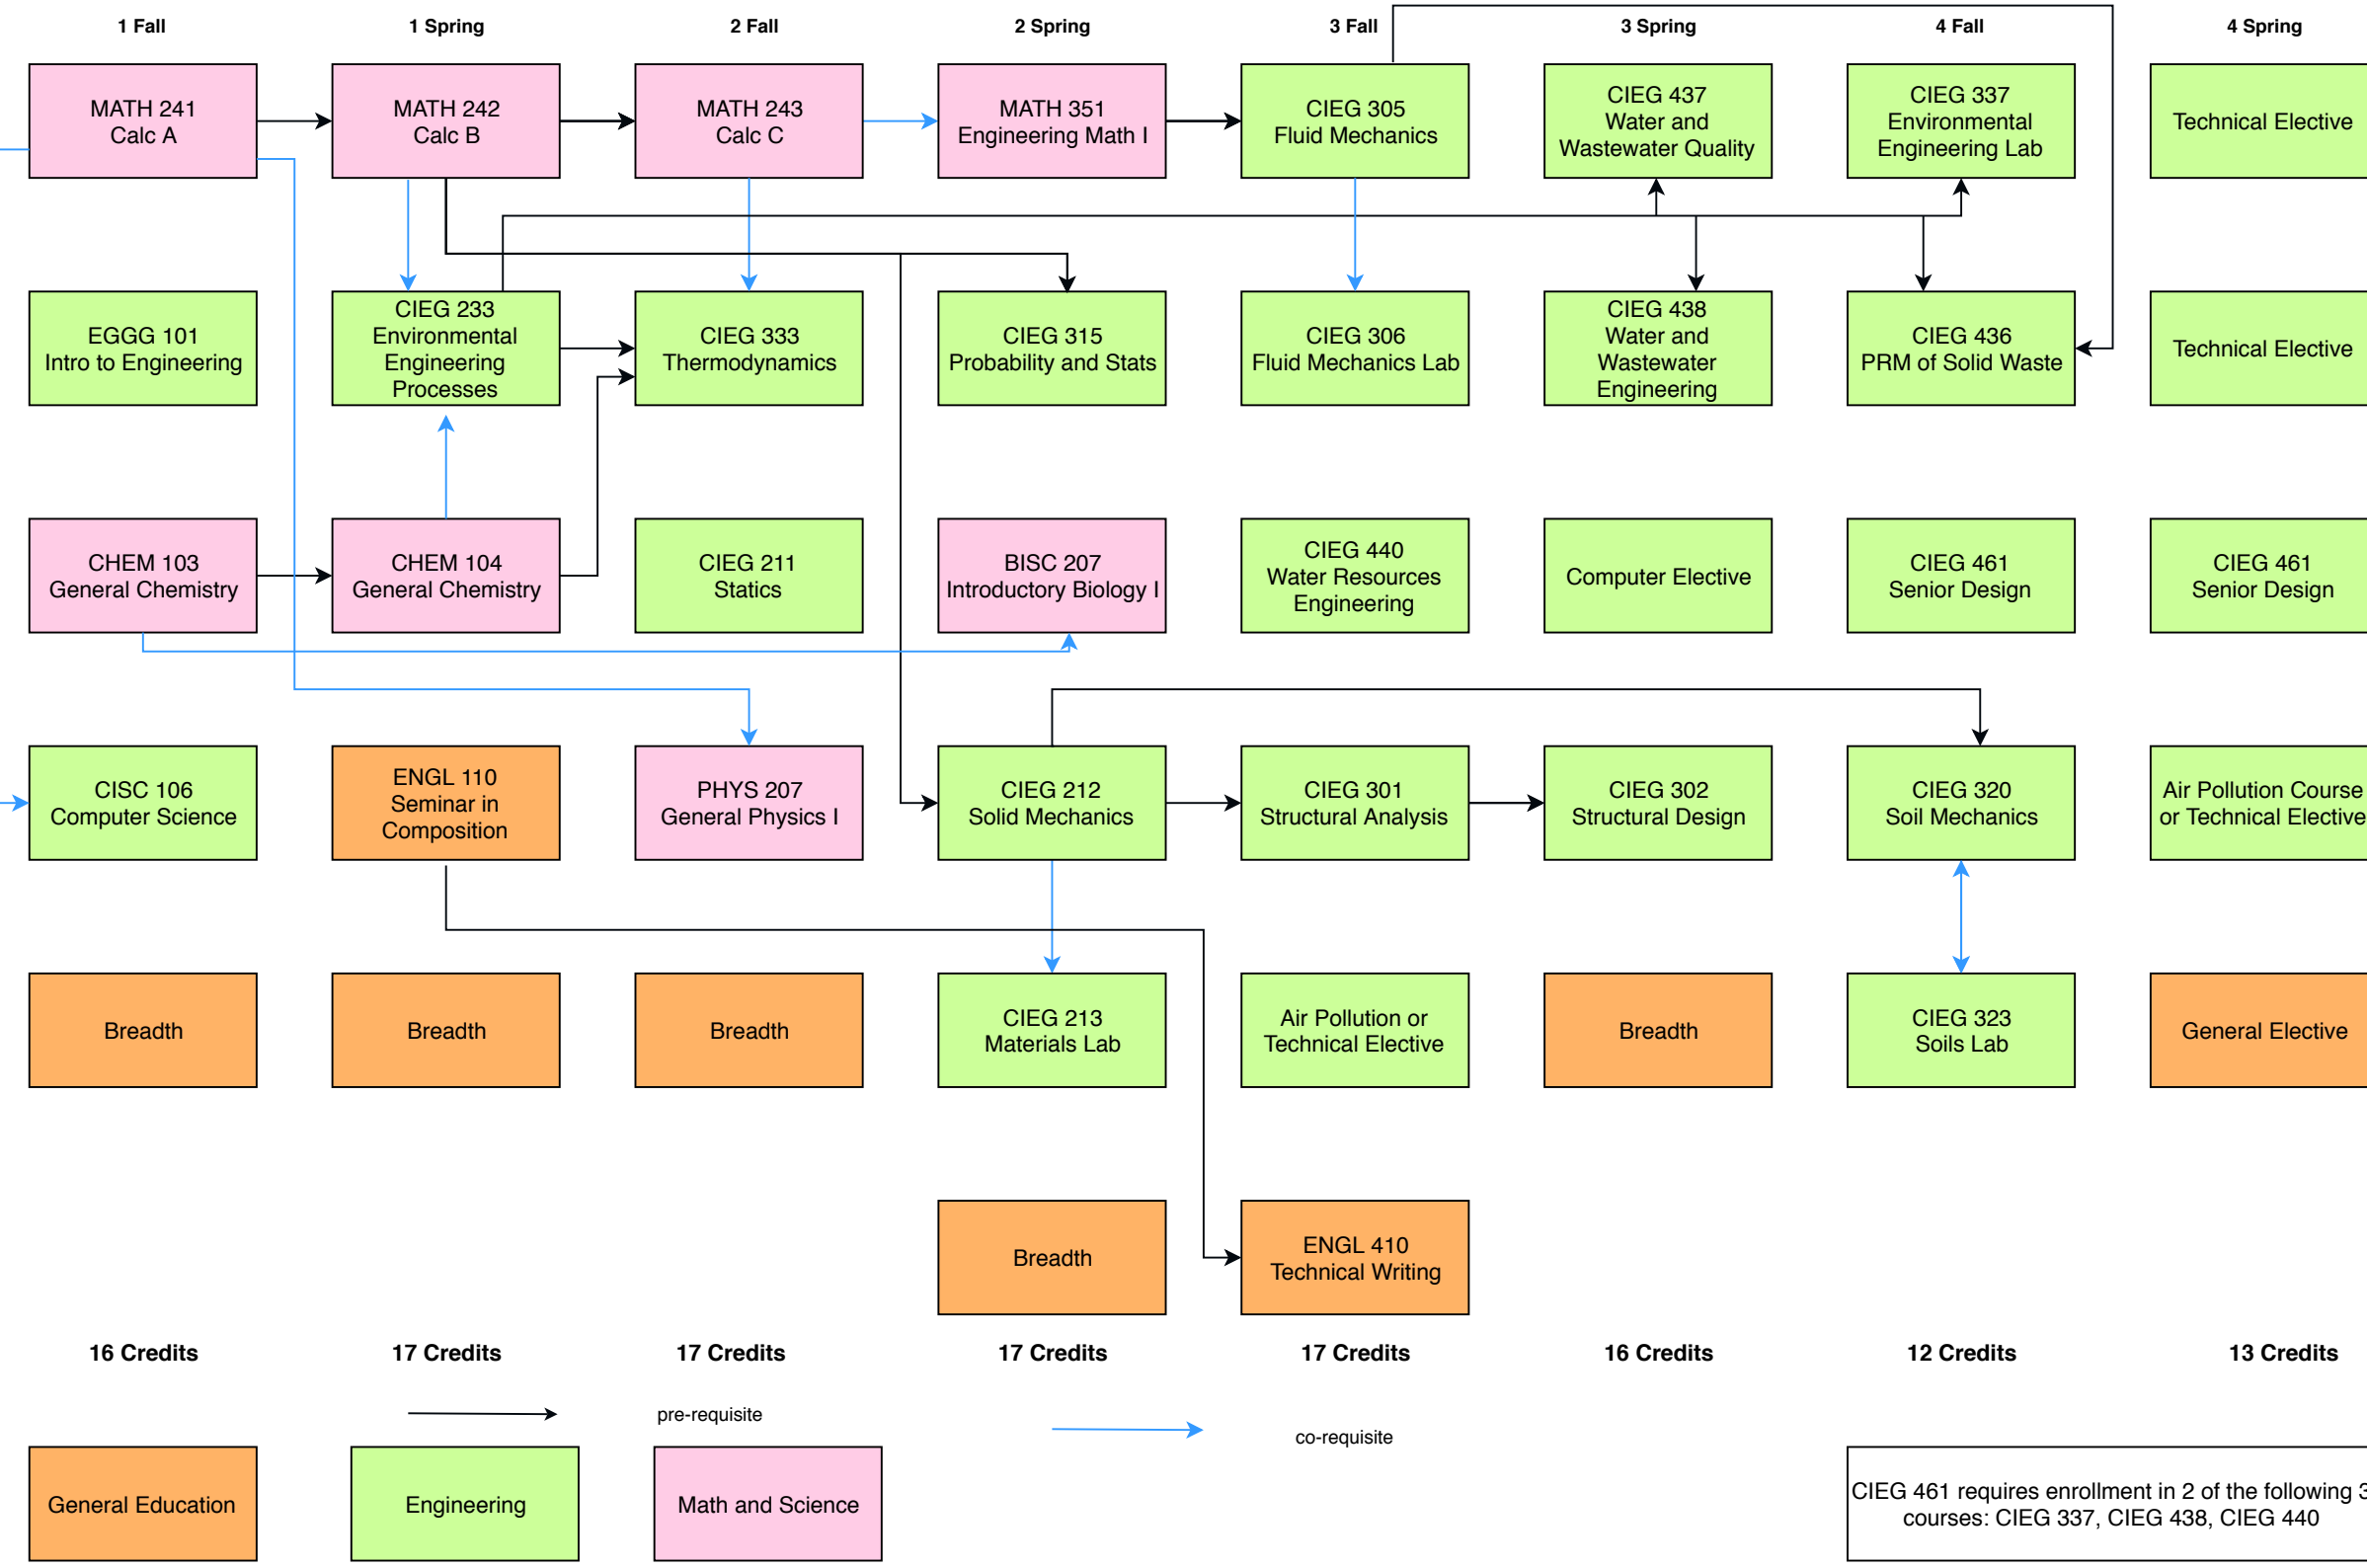 1 Fall
1 Spring
2 Fall
2 Spring
3 Fall
3 Spring
4 Fall
4 Spring
MATH 241
Calc A
MATH 242
Calc B
MATH 243
Calc C
MATH 351
Engineering Math I
CIEG 305
Fluid Mechanics
CIEG 437
Water and
Wastewater Quality
CIEG 337
Environmental
Engineering Lab
Technical Elective
EGGG 101
Intro to Engineering
CIEG 233
Environmental
Engineering
Processes
CIEG 333
Thermodynamics
CIEG 315
Probability and Stats
CIEG 306
Fluid Mechanics Lab
CIEG 438
Water and
Wastewater
Engineering
CIEG 436
PRM of Solid Waste
Technical Elective
CHEM 103
General Chemistry
CHEM 104
General Chemistry
CIEG 211
Statics
BISC 207
Introductory Biology I
CIEG 440
Water Resources
Engineering
Computer Elective
CIEG 461
Senior Design
CIEG 461
Senior Design
CISC 106
Computer Science
ENGL 110
Seminar in
Composition
PHYS 207
General Physics I
CIEG 212
Solid Mechanics
CIEG 301
Structural Analysis
CIEG 302
Structural Design
CIEG 320
Soil Mechanics
Air Pollution Course
or Technical Elective
Breadth
Breadth
Breadth
CIEG 213
Materials Lab
Air Pollution or
Technical Elective
Breadth
CIEG 323
Soils Lab
General Elective
Breadth
ENGL 410
Technical Writing
16 Credits
17 Credits
17 Credits
17 Credits
17 Credits
16 Credits
12 Credits
13 Credits
pre-requisite
co-requisite
General Education
Engineering
Math and Science
CIEG 461 requires enrollment in 2 of the following 3
courses: CIEG 337, CIEG 438, CIEG 440